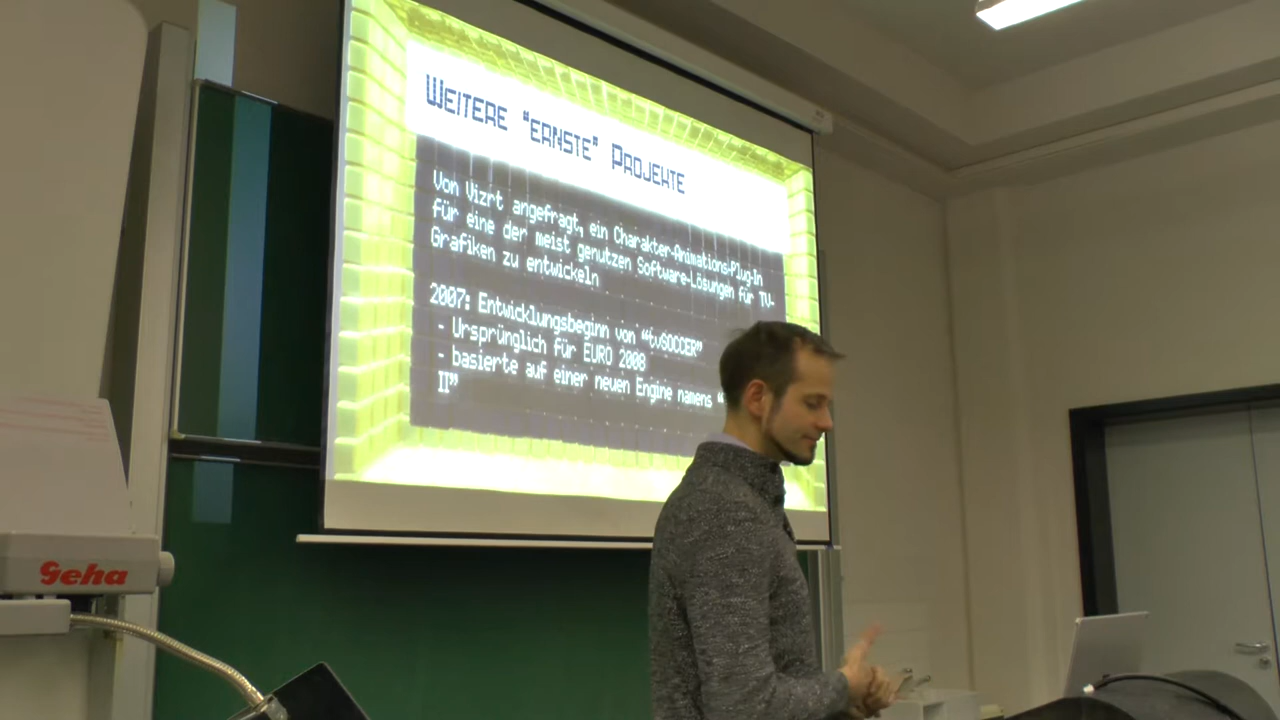 WEITERE "ERNSTE" PROJEKTE
Von Vizrt angefragt, ein Charakter-Animations-Plug-In
für eine der meist genutzen Software-Lösungen für TV-
Grafiken zu entwickeln
2007: Entwicklungsbeginn von “tvSOCCER”
- Ursprünglich für EURO 2008
- basierte auf einer neuen Engine namens “
II”
Geha